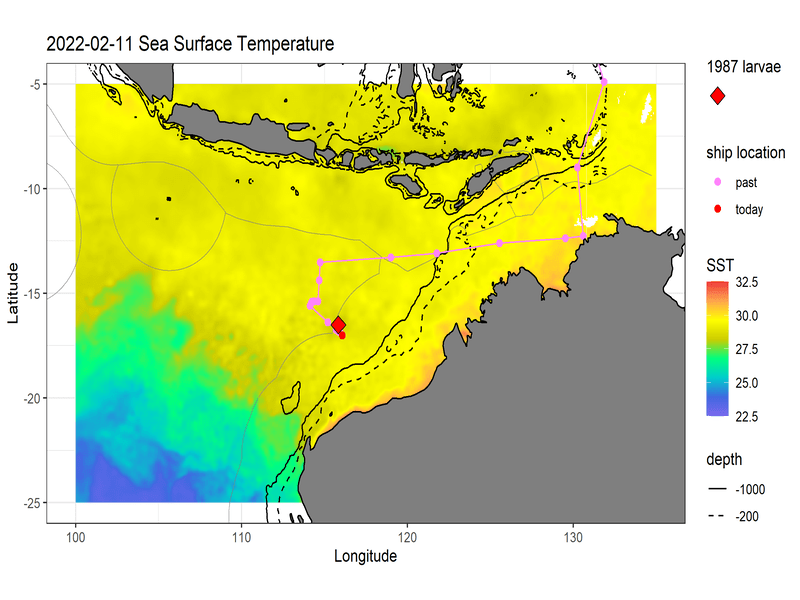 2022-02-11 Sea Surface Temperature
-5
-10
-15
-20
-25
Latitude
100
110
120
130
Longitude
1987 larvae
ship location
past
today
SST
32.5
30.0
27.5
25.0
22.5
depth
-1000
-200